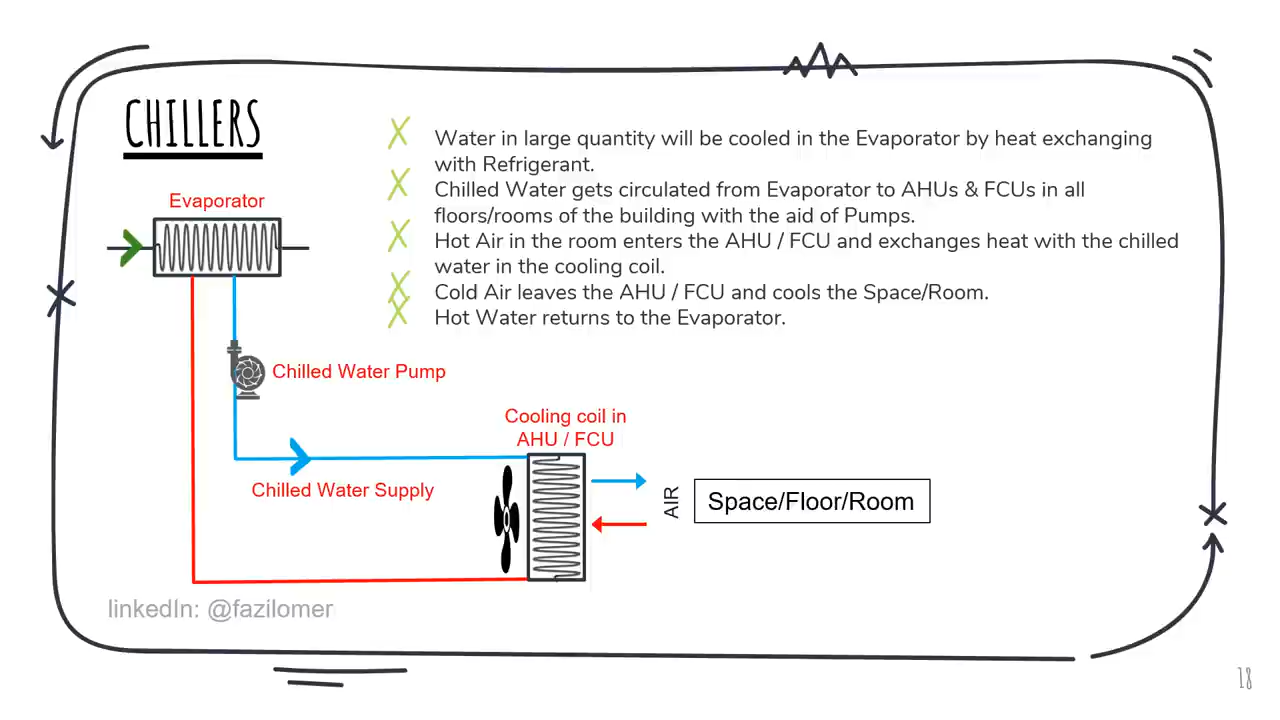 CHILLERS
Water in large quantity will be cooled in the Evaporator by heat exchanging
with Refrigerant.
Chilled Water gets circulated from Evaporator to AHUs & FCUs in all
floors/rooms of the building with the aid of Pumps.
Hot Air in the room enters the AHU / FCU and exchanges heat with the chilled
water in the cooling coil.
Cold Air leaves the AHU / FCU and cools the Space/Room.
Hot Water returns to the Evaporator.
Evaporator
Chilled Water Pump
Cooling coil in
AHU / FCU
Chilled Water Supply
AIR
Space/Floor/Room
linkedIn: @fazilomer
18